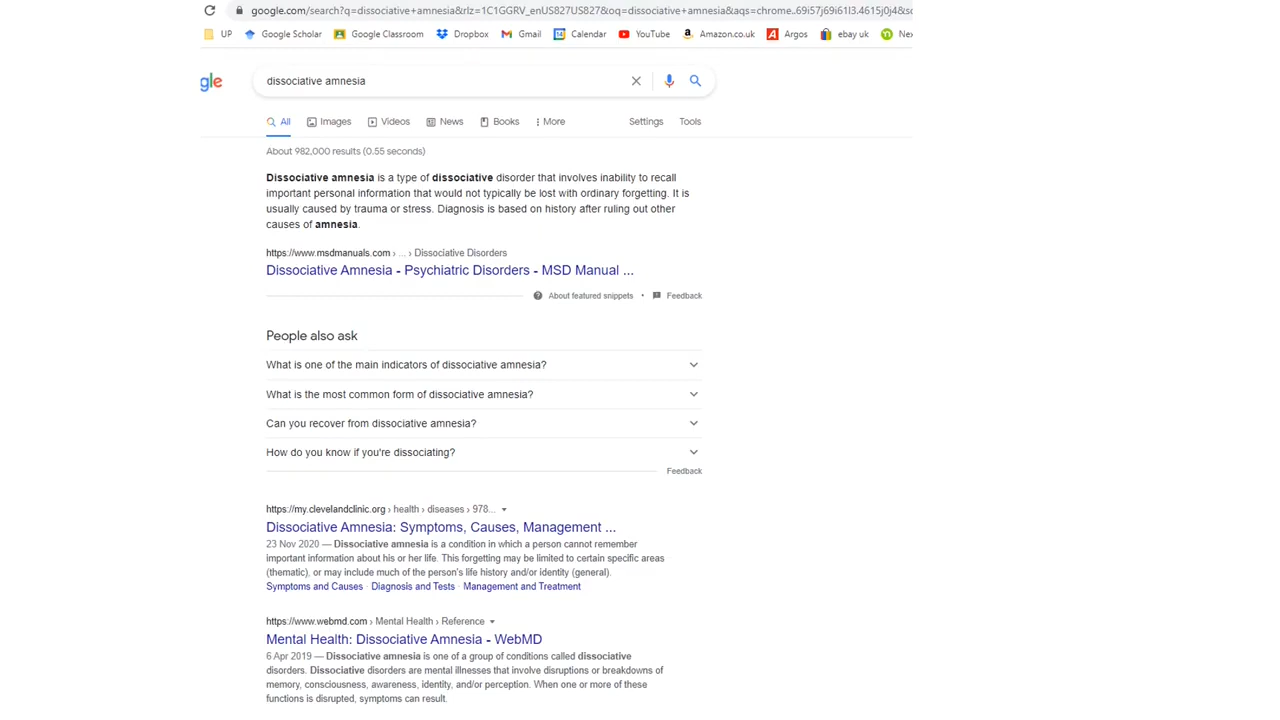 google.com/search?q=dissociative+amnesia&rlz=1C1GGRV_enUS827US827&oq=dissociative+amnesia&aqs=chrome..69i57j69i61l3.4615j0j4&sc
UP Google Scholar Google Classroom Dropbox Gmail Calendar YouTube Amazon.co.uk Argos ebay uk Nex
gle dissociative amnesia
All Images Videos News Books More Settings Tools
About 982,000 results (0.55 seconds)
Dissociative amnesia is a type of dissociative disorder that involves inability to recall
important personal information that would not typically be lost with ordinary forgetting. It is
usually caused by trauma or stress. Diagnosis is based on history after ruling out other
causes of amnesia.
https://www.msdmanuals.com › ... › Dissociative Disorders
Dissociative Amnesia - Psychiatric Disorders - MSD Manual ...
About featured snippets • Feedback
People also ask
What is one of the main indicators of dissociative amnesia?
What is the most common form of dissociative amnesia?
Can you recover from dissociative amnesia?
How do you know if you're dissociating?
Feedback
https://my.clevelandclinic.org › health › diseases › 978...
Dissociative Amnesia: Symptoms, Causes, Management ...
23 Nov 2020 — Dissociative amnesia is a condition in which a person cannot remember
important information about his or her life. This forgetting may be limited to certain specific areas
(thematic), or may include much of the person's life history and/or identity (general).
Symptoms and Causes · Diagnosis and Tests · Management and Treatment
https://www.webmd.com › Mental Health › Reference
Mental Health: Dissociative Amnesia - WebMD
6 Apr 2019 — Dissociative amnesia is one of a group of conditions called dissociative
disorders. Dissociative disorders are mental illnesses that involve disruptions or breakdowns of
memory, consciousness, awareness, identity, and/or perception. When one or more of these
functions is disrupted, symptoms can result.